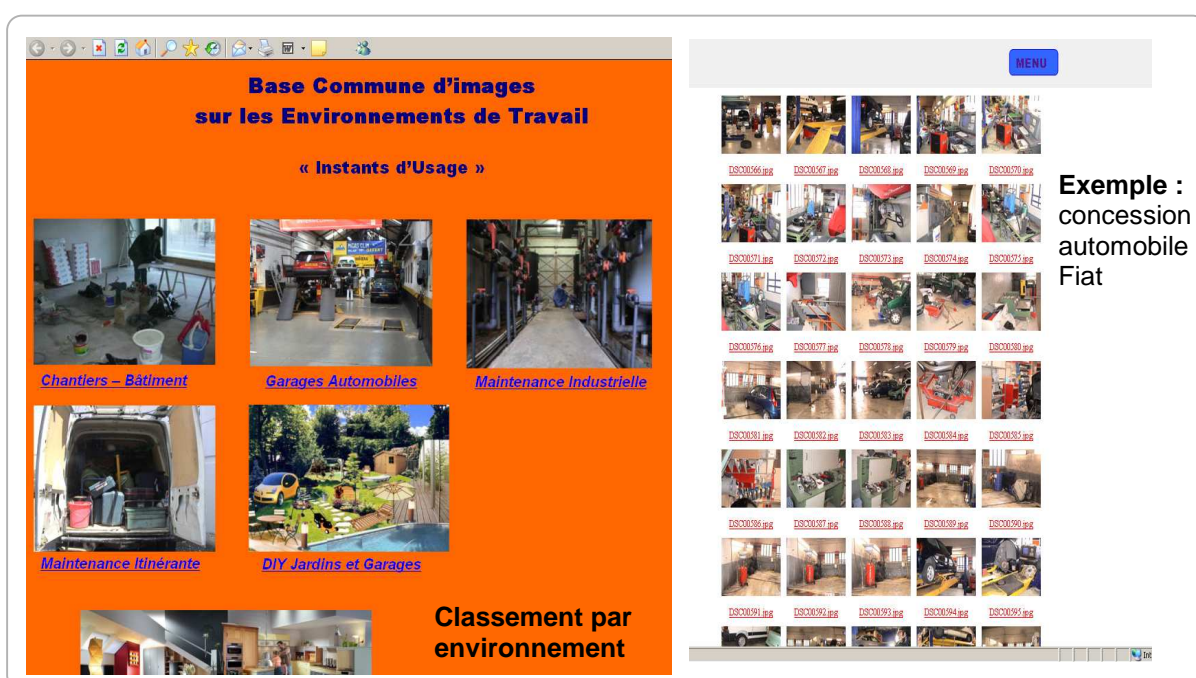 Base Commune d'images
sur les Environnements de Travail
« Instants d'Usage »
Chantiers – Bâtiment
Garages Automobiles
Maintenance Industrielle
Maintenance Itinérante
DIY Jardins et Garages
Classement par
environnement
MENU
DSC00566.jpg DSC00567.jpg DSC00568.jpg DSC00569.jpg DSC00570.jpg
DSC00571.jpg DSC00572.jpg DSC00573.jpg DSC00574.jpg DSC00575.jpg
DSC00576.jpg DSC00577.jpg DSC00578.jpg DSC00579.jpg DSC00580.jpg
DSC00581.jpg DSC00582.jpg DSC00583.jpg DSC00584.jpg DSC00585.jpg
DSC00586.jpg DSC00587.jpg DSC00588.jpg DSC00589.jpg DSC00590.jpg
DSC00591.jpg DSC00592.jpg DSC00593.jpg DSC00594.jpg DSC00595.jpg
Exemple :
concession
automobile
Fiat